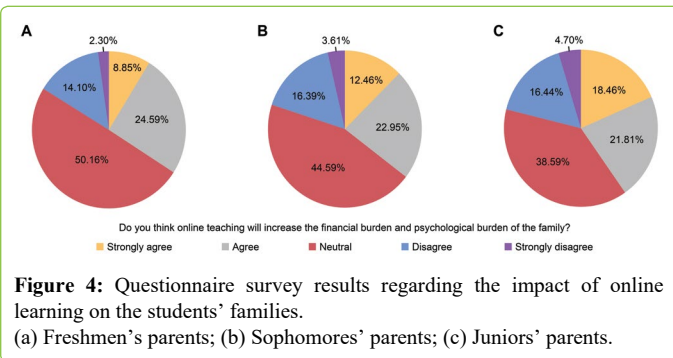 A
B
C
2.30%
8.85%
14.10%
24.59%
50.16%
3.61%
12.46%
16.39%
22.95%
44.59%
4.70%
18.46%
16.44%
21.81%
38.59%
Do you think online teaching will increase the financial burden and psychological burden of the family?
Strongly agree Agree Neutral Disagree Strongly disagree
Figure 4: Questionnaire survey results regarding the impact of online
learning on the students’ families.
(a) Freshmen’s parents; (b) Sophomores’ parents; (c) Juniors’ parents.